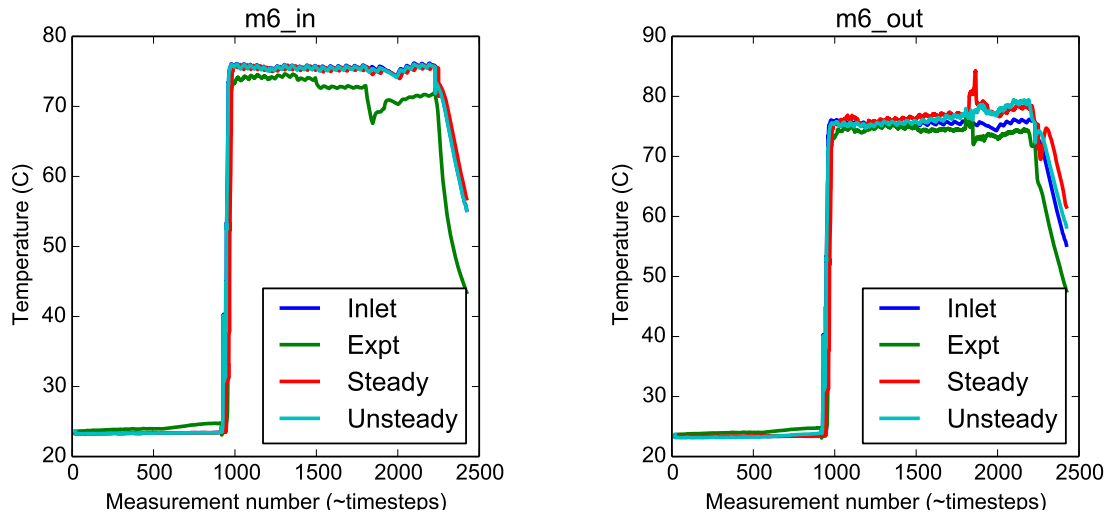 m6_in
80
70
60
50
40
30
20
Temperature (C)
Inlet
Expt
Steady
Unsteady
0 500 1000 1500 2000 2500
Measurement number (~timesteps)
m6_out
90
80
70
60
50
40
30
20
Temperature (C)
Inlet
Expt
Steady
Unsteady
0 500 1000 1500 2000 2500
Measurement number (~timesteps)